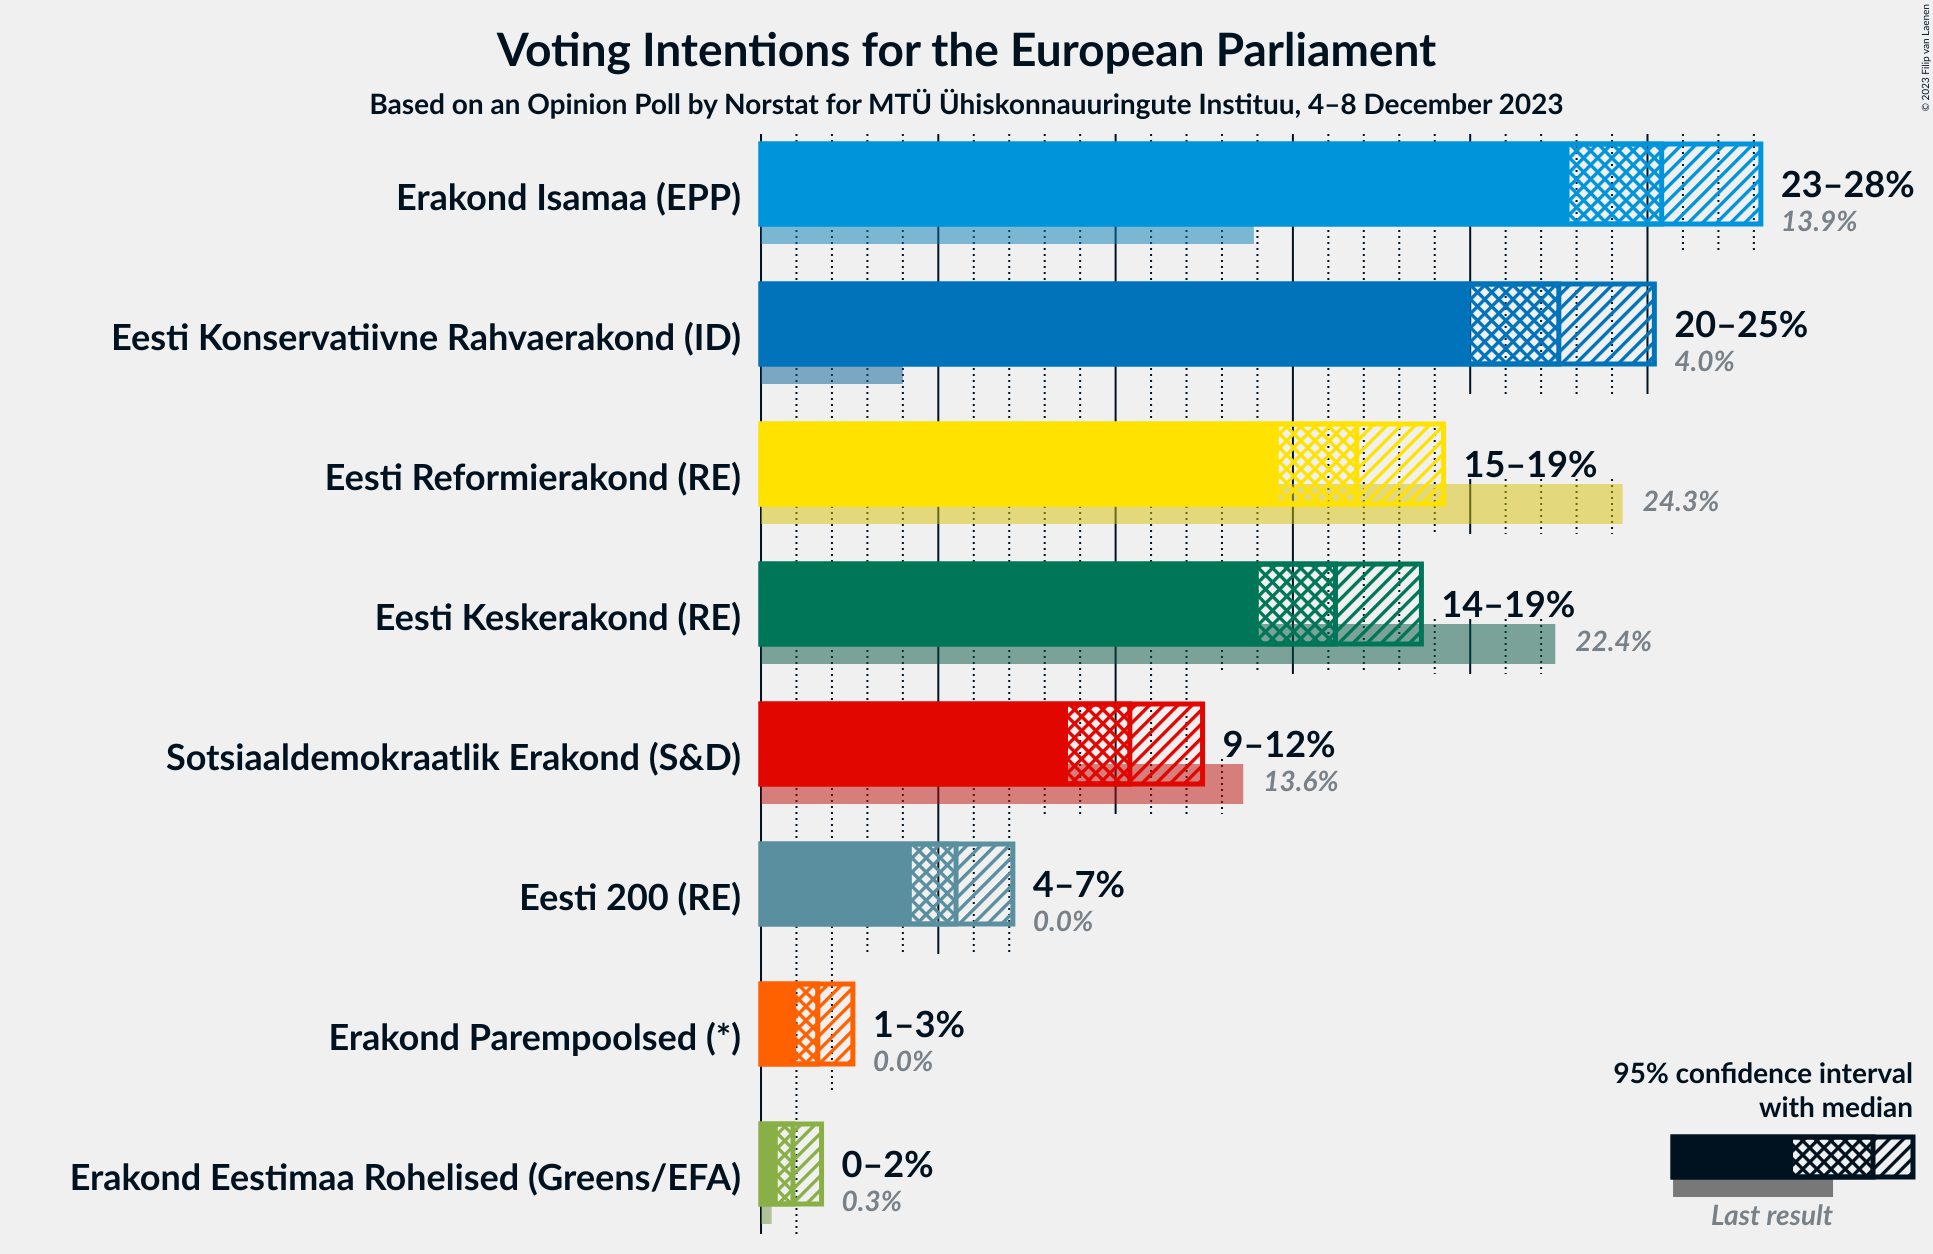 Voting Intentions for the European Parliament
Based on an Opinion Poll by Norstat for MTÜ Ühiskonnauuringute Instituu, 4–8 December 2023
© 2023 Filip van Laenen
Erakond Isamaa (EPP)
23–28%
13.9%
Eesti Konservatiivne Rahvaerakond (ID)
20–25%
4.0%
Eesti Reformierakond (RE)
15–19%
24.3%
Eesti Keskerakond (RE)
14–19%
22.4%
Sotsiaaldemokraatlik Erakond (S&D)
9–12%
13.6%
Eesti 200 (RE)
4–7%
0.0%
Erakond Parempoolsed (*)
1–3%
0.0%
Erakond Eestimaa Rohelised (Greens/EFA)
0–2%
0.3%
95% confidence interval
with median
Last result